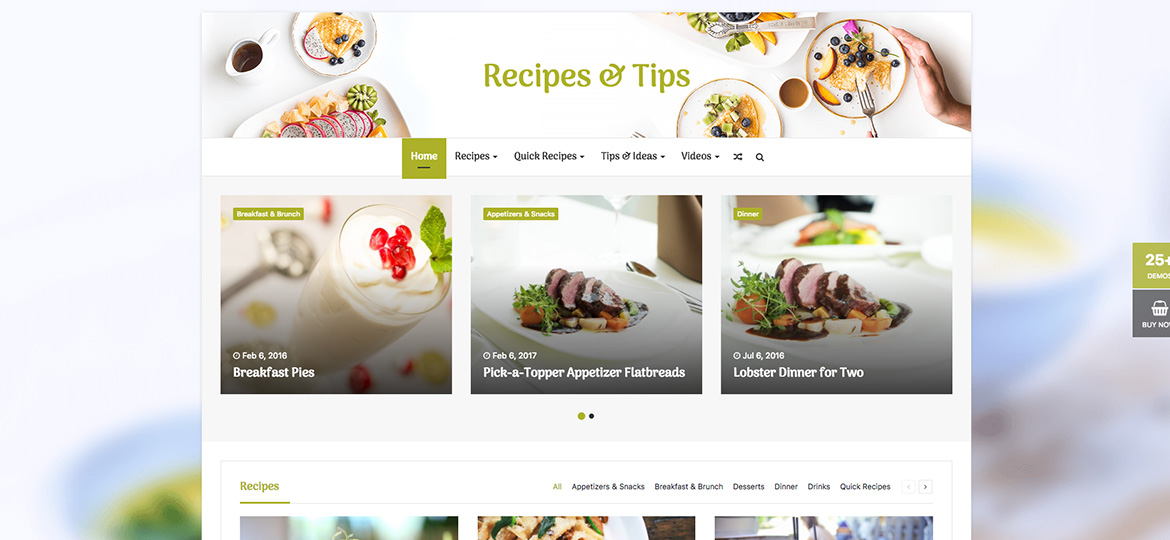 Recipes & Tips
Home Recipes Quick Recipes Tips & Ideas Videos
Breakfast & Brunch
Feb 6, 2016
Breakfast Pies
Appetizers & Snacks
Feb 6, 2017
Pick-a-Topper Appetizer Flatbreads
Dinner
Jul 6, 2016
Lobster Dinner for Two
25+
DEMOS
BUY NOW
Recipes
All Appetizers & Snacks Breakfast & Brunch Desserts Dinner Drinks Quick Recipes